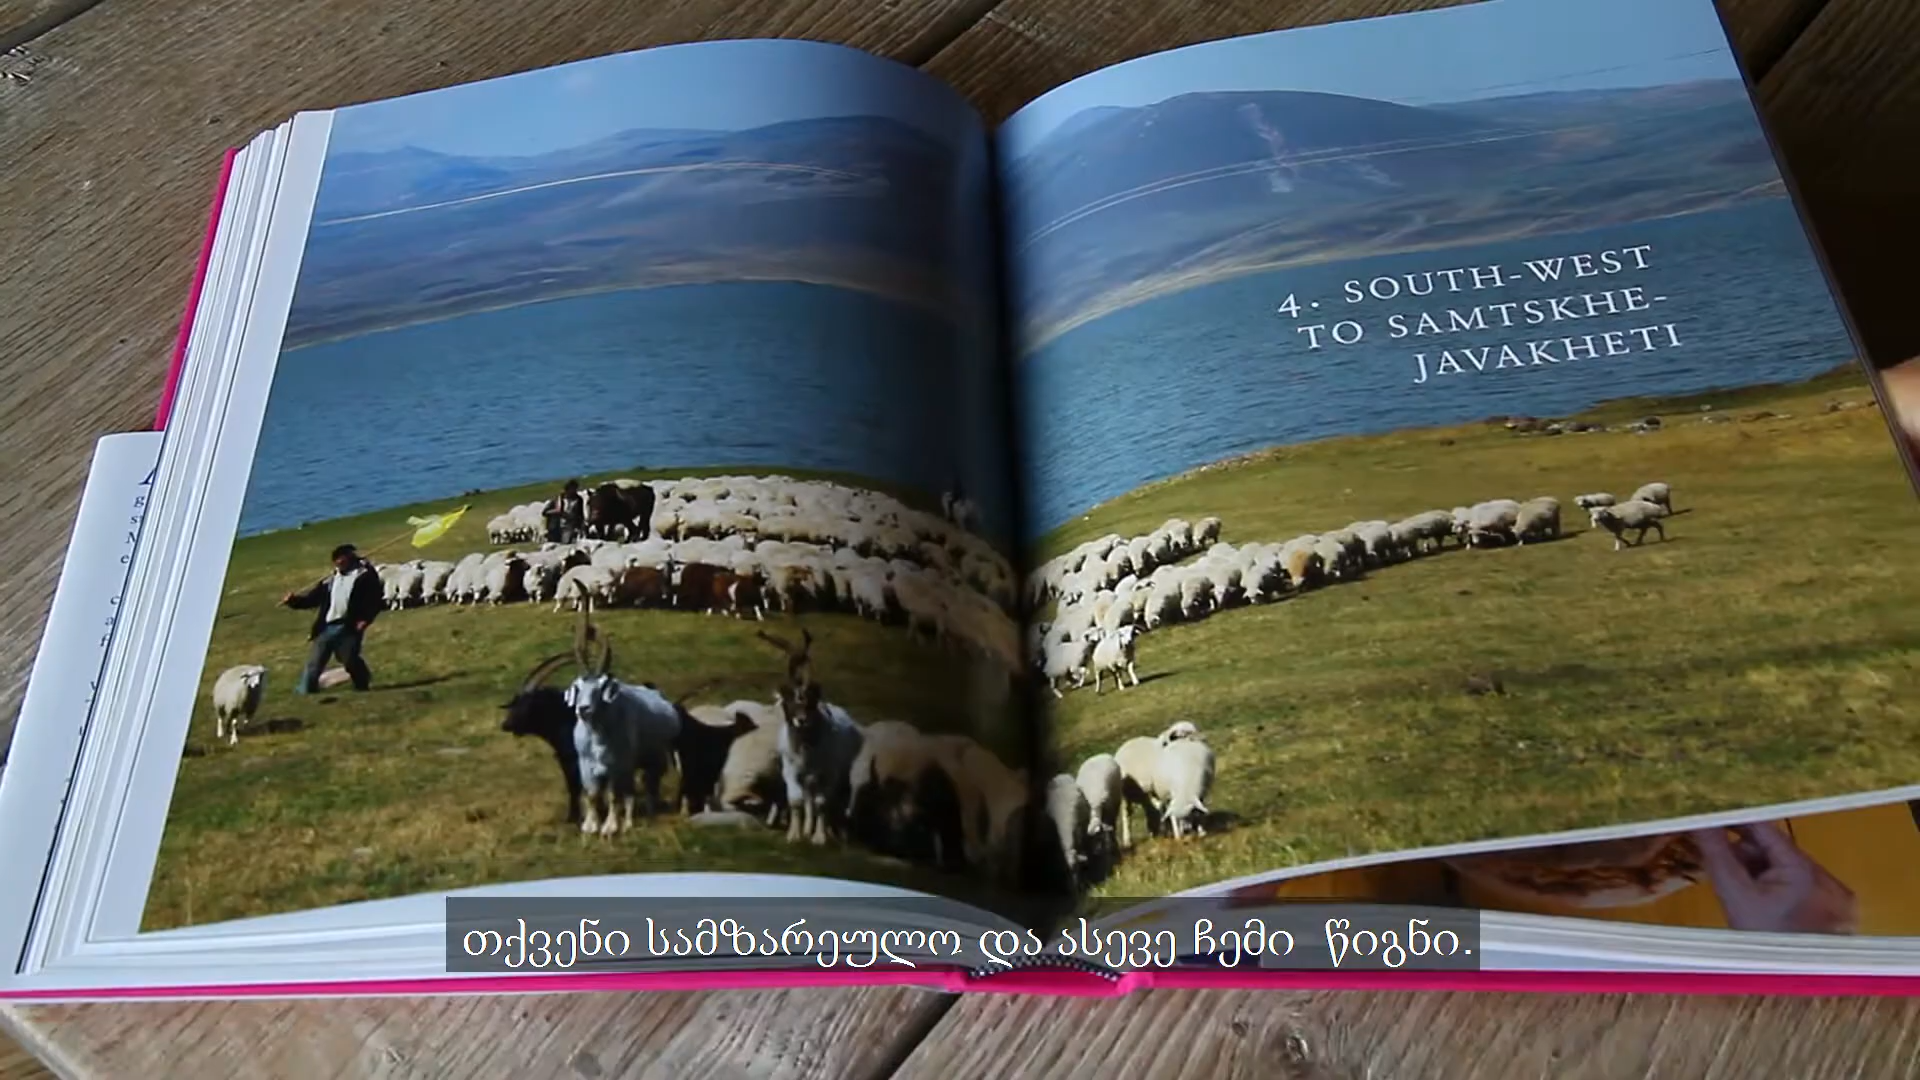 4. SOUTH-WEST
TO SAMTSKHE-
JAVAKHETI
თქვენი სამზარეულო და ასევე ჩემი წიგნი.